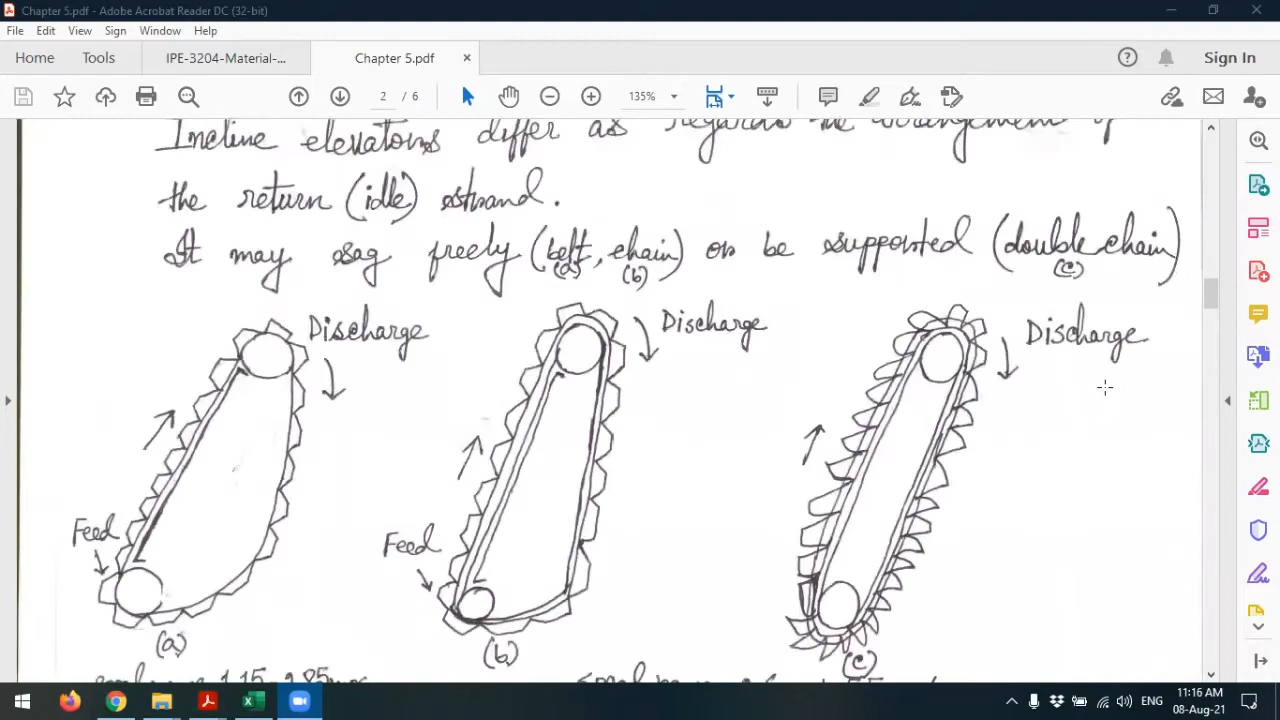 Chapter 5.pdf - Adobe Acrobat Reader DC (32-bit)
File Edit View Sign Window Help
Home Tools IPE-3204-Material-... Chapter 5.pdf × Sign In
2 / 6 135%
Incline elevators differ as regards the arrangement of
the return (idle) strand.
It may sag freely (belt, chain) or be supported (double chain)
(a) (b) (c)
Discharge Discharge Discharge
Feed Feed
(a) (b) (c)
ENG 11:16 AM
08-Aug-21